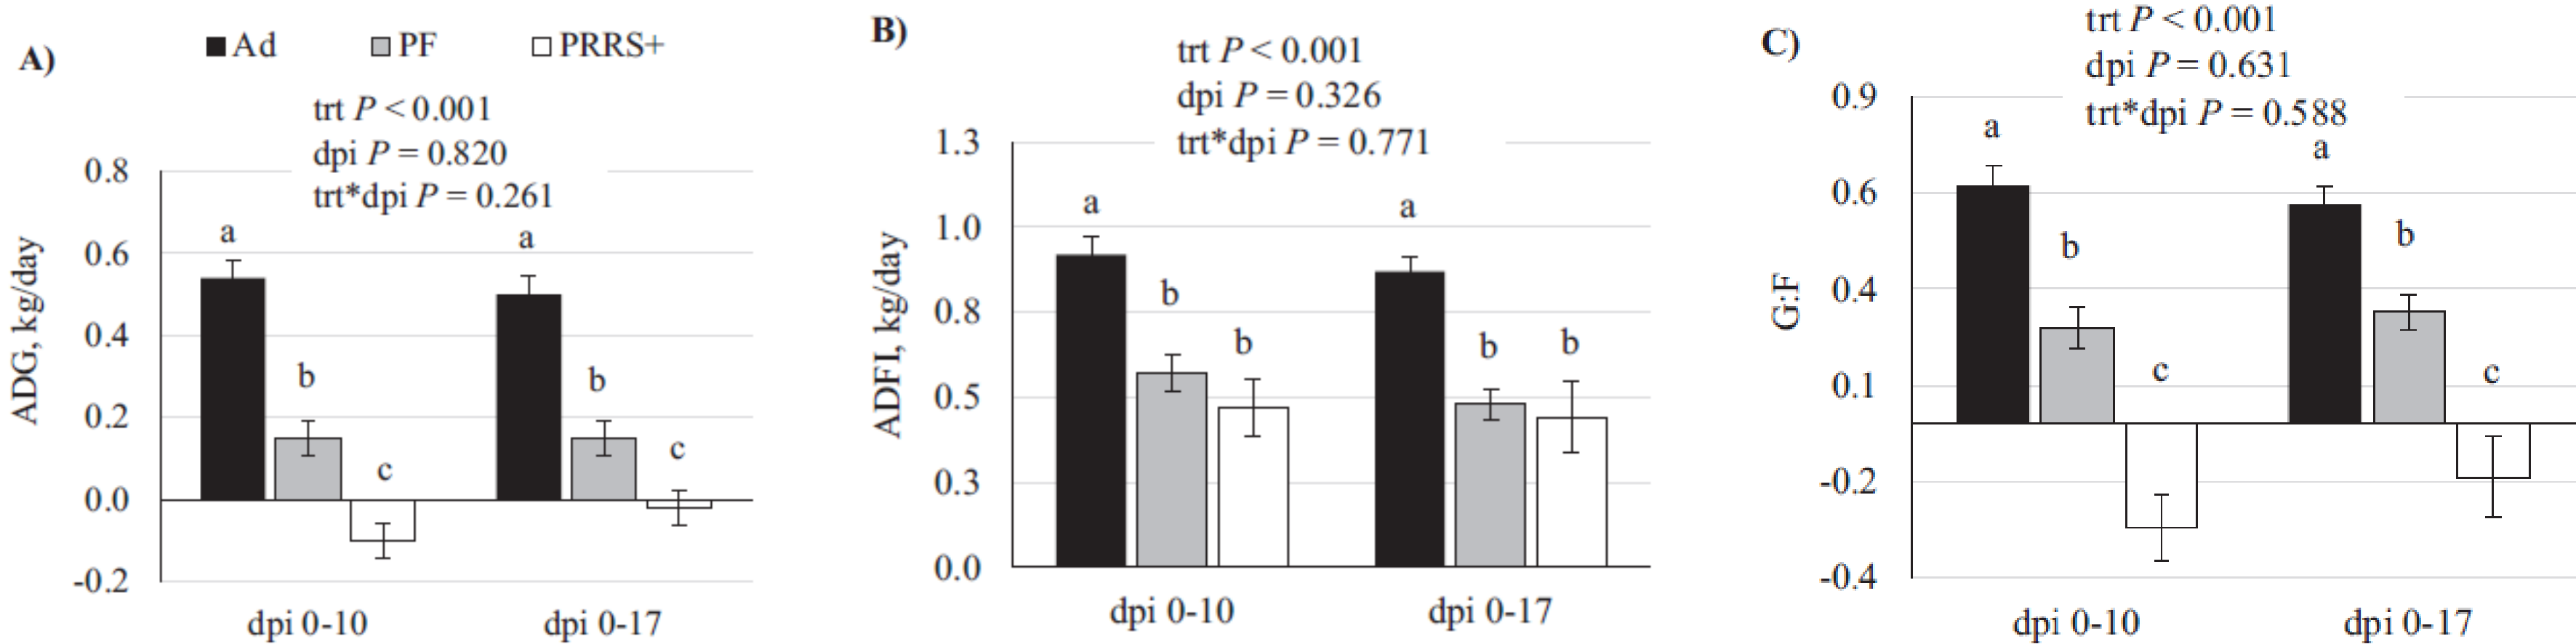 A)
Ad PF PRRS+
trt P < 0.001
dpi P = 0.820
trt*dpi P = 0.261
ADG, kg/day
0.8
0.6
0.4
0.2
0.0
-0.2
a
b
c
a
b
c
dpi 0-10 dpi 0-17
B)
trt P < 0.001
dpi P = 0.326
trt*dpi P = 0.771
ADFI, kg/day
1.3
1.0
0.8
0.5
0.3
0.0
a
b
b
a
b
b
dpi 0-10 dpi 0-17
C)
trt P < 0.001
dpi P = 0.631
trt*dpi P = 0.588
G:F
0.9
0.6
0.4
0.1
-0.2
-0.4
a
b
c
a
b
c
dpi 0-10 dpi 0-17